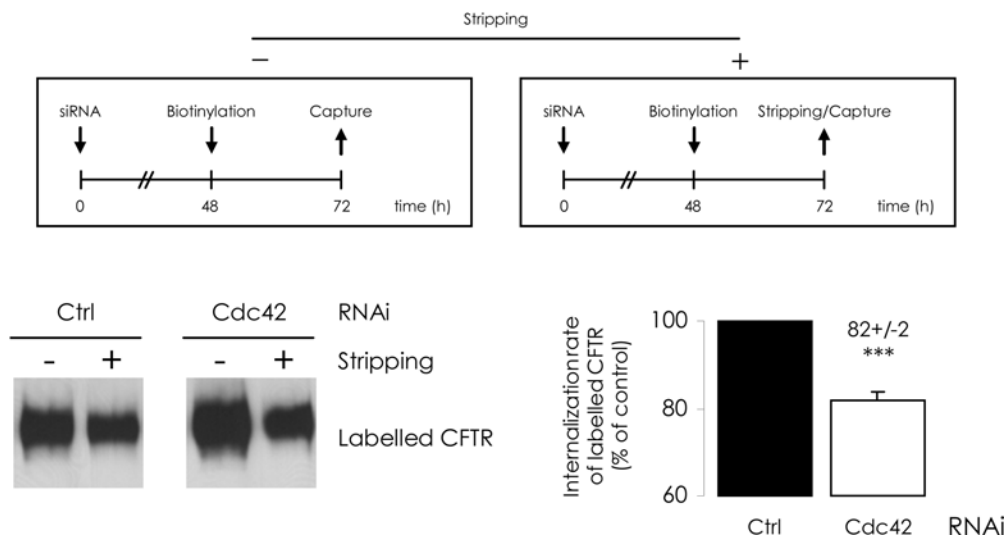 Stripping
– +
siRNA Biotinylation Capture
0 48 72 time (h)
siRNA Biotinylation Stripping/Capture
0 48 72 time (h)
Ctrl Cdc42 RNAi
- + - + Stripping
Labelled CFTR
Internalization rate
of labelled CFTR
(% of control)
100
80
60
82+/-2
***
Ctrl Cdc42 RNAi